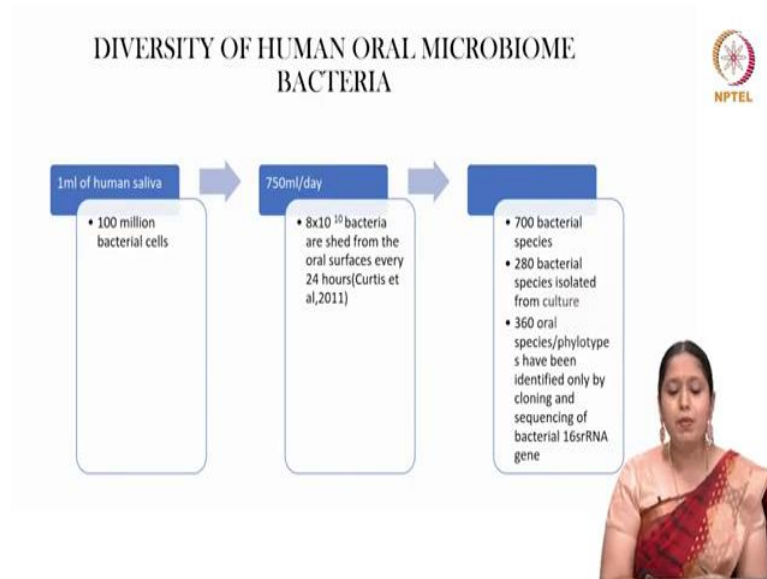 DIVERSITY OF HUMAN ORAL MICROBIOME
BACTERIA
NPTEL
1ml of human saliva
• 100 million
bacterial cells
750ml/day
• 8x10 ¹⁰ bacteria
are shed from the
oral surfaces every
24 hours(Curtis et
al,2011)
• 700 bacterial
species
• 280 bacterial
species isolated
from culture
• 360 oral
species/phylotype
s have been
identified only by
cloning and
sequencing of
bacterial 16srRNA
gene